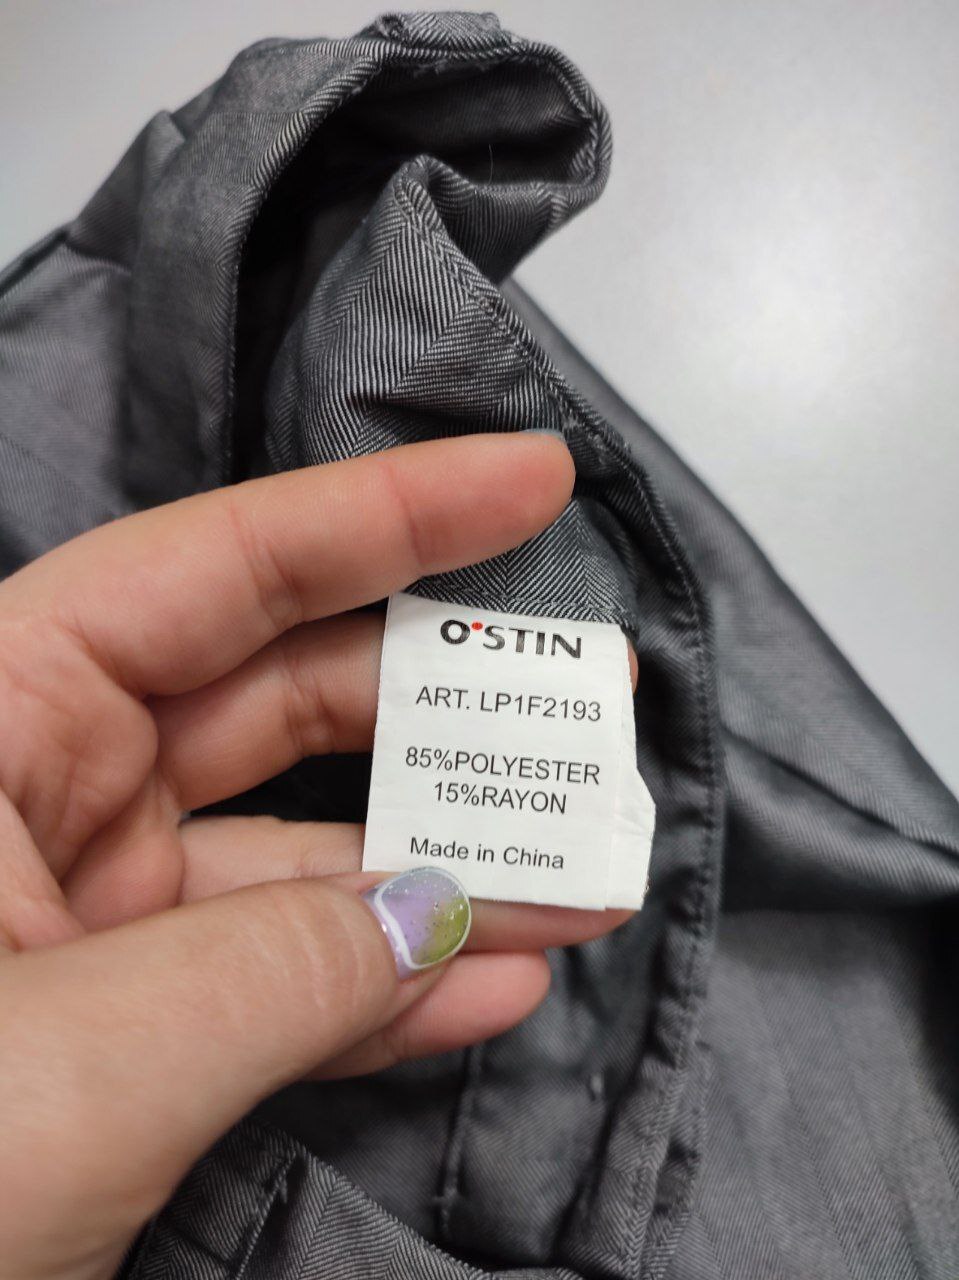 O'STIN
ART. LP1F2193
85%POLYESTER
15%RAYON
Made in China